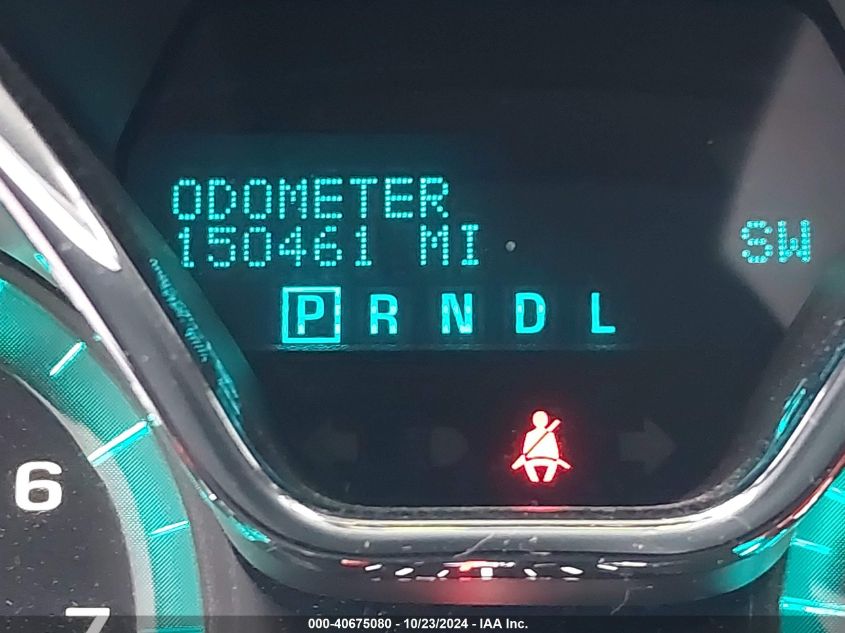 ODOMETER
150461 MI
SW
P R N D L
6
7
000-40675080 - 10/23/2024 - IAA Inc.